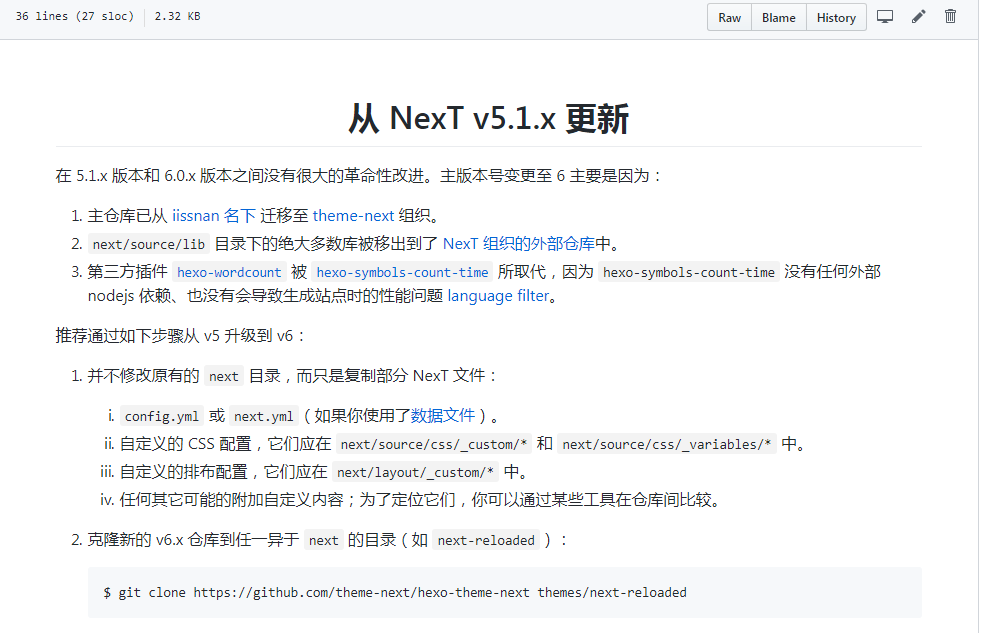 36 lines (27 sloc) 2.32 KB
Raw Blame History
从 NexT v5.1.x 更新
在 5.1.x 版本和 6.0.x 版本之间没有很大的革命性改进。主版本号变更至 6 主要是因为：
1. 主仓库已从 iissnan 名下 迁移至 theme-next 组织。
2. next/source/lib 目录下的绝大多数库被移出到了 NexT 组织的外部仓库中。
3. 第三方插件 hexo-wordcount 被 hexo-symbols-count-time 所取代，因为 hexo-symbols-count-time 没有任何外部
nodejs 依赖、也没有会导致生成站点时的性能问题 language filter。
推荐通过如下步骤从 v5 升级到 v6：
1. 并不修改原有的 next 目录，而只是复制部分 NexT 文件：
i. config.yml 或 next.yml（如果你使用了数据文件）。
ii. 自定义的 CSS 配置，它们应在 next/source/css/_custom/* 和 next/source/css/_variables/* 中。
iii. 自定义的排布配置，它们应在 next/layout/_custom/* 中。
iv. 任何其它可能的附加自定义内容；为了定位它们，你可以通过某些工具在仓库间比较。
2. 克隆新的 v6.x 仓库到任一异于 next 的目录（如 next-reloaded）：
$ git clone https://github.com/theme-next/hexo-theme-next themes/next-reloaded